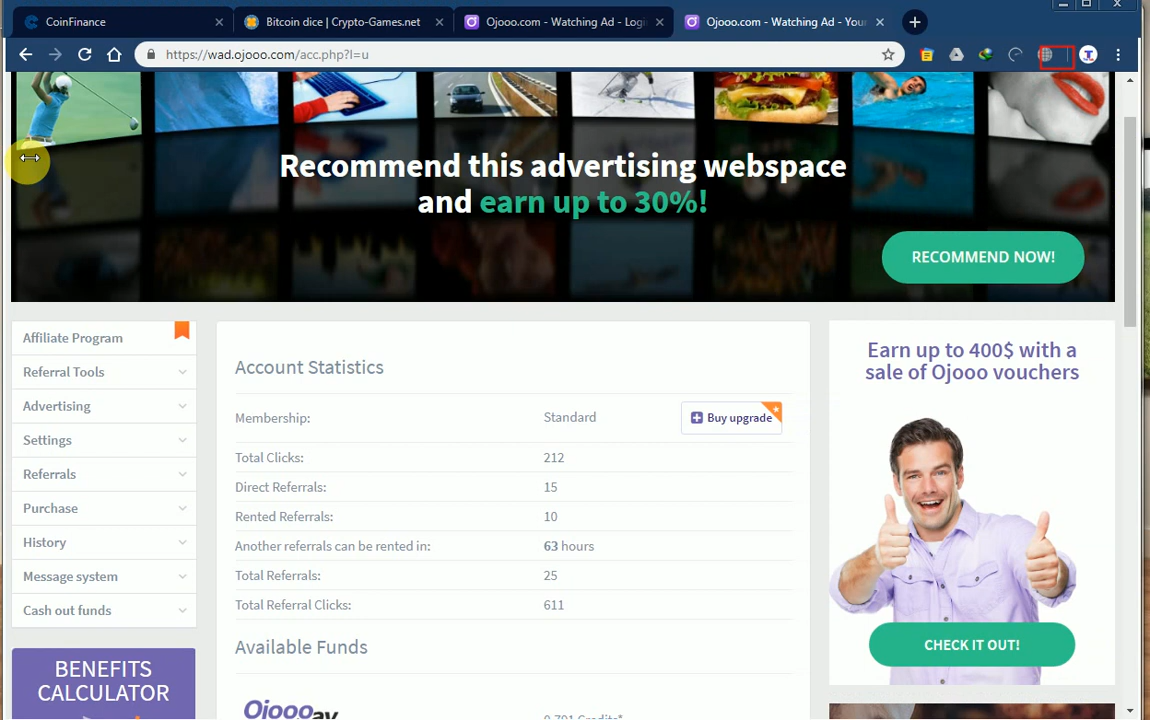 CoinFinance
Bitcoin dice | Crypto-Games.net
Ojooo.com - Watching Ad - Logi
Ojooo.com - Watching Ad - Your
https://wad.ojooo.com/acc.php?l=u
Recommend this advertising webspace
and earn up to 30%!
RECOMMEND NOW!
Affiliate Program
Referral Tools
Advertising
Settings
Referrals
Purchase
History
Message system
Cash out funds
BENEFITS
CALCULATOR
Account Statistics
Membership: Standard Buy upgrade
Total Clicks: 212
Direct Referrals: 15
Rented Referrals: 10
Another referrals can be rented in: 63 hours
Total Referrals: 25
Total Referral Clicks: 611
Available Funds
0.701 Credits*
Earn up to 400$ with a
sale of Ojooo vouchers
CHECK IT OUT!